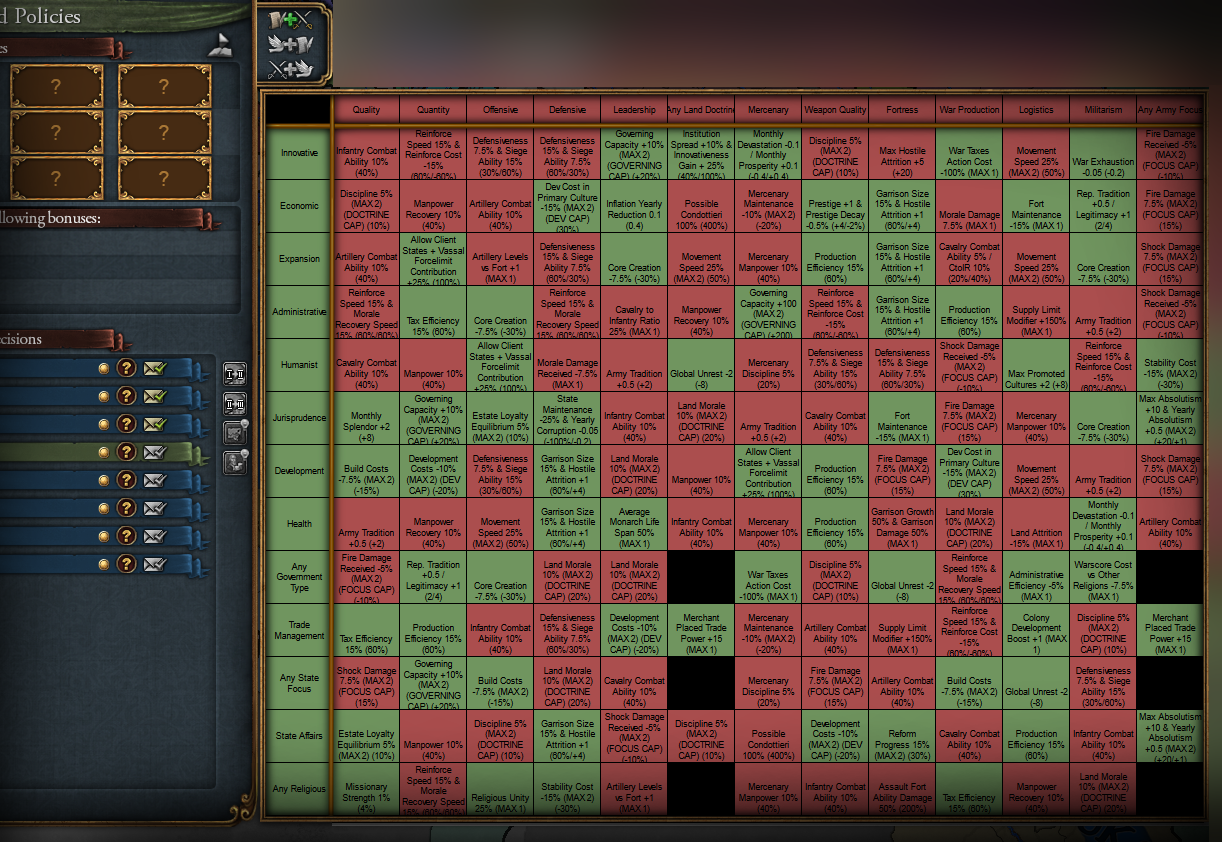 d Policies
es
?
?
?
?
?
?
llowing bonuses:
cisions
Quality
Quantity
Offensive
Defensive
Leadership
Any Land Doctrin
Mercenary
Weapon Quality
Fortress
War Production
Logistics
Militarism
Any Army Focus
Innovative
Infantry Combat
Ability 10%
(40%)
Reinforce
Speed 15% &
Reinforce Cost
-15%
(60%/-60%)
Defensiveness
7.5% & Siege
Ability 15%
(30%/60%)
Defensiveness
15% & Siege
Ability 7.5%
(60%/30%)
Governing
Capacity +10%
(MAX 2)
(GOVERNING
CAP) (+20%)
Institution
Spread +10% &
Innovativeness
Gain + 25%
(40%/100%)
Monthly
Devastation -0.1
/ Monthly
Prosperity +0.1
(-0.4/+0.4)
Discipline 5%
(MAX 2)
(DOCTRINE
CAP) (10%)
Max Hostile
Attrition +5
(+20)
War Taxes
Action Cost
-100% (MAX 1)
Movement
Speed 25%
(MAX 2) (50%)
War Exhaustion
-0.05 (-0.2)
Fire Damage
Received -5%
(MAX 2)
(FOCUS CAP)
(-10%)
Economic
Discipline 5%
(MAX 2)
(DOCTRINE
CAP) (10%)
Manpower
Recovery 10%
(40%)
Artillery Combat
Ability 10%
(40%)
Dev Cost in
Primary Culture
-15% (MAX 2)
(DEV CAP)
(30%)
Inflation Yearly
Reduction 0.1
(0.4)
Possible
Condottieri
100% (400%)
Mercenary
Maintenance
-10% (MAX 2)
(-20%)
Prestige +1 &
Prestige Decay
-0.5% (+4/-2%)
Garrison Size
15% & Hostile
Attrition +1
(60%/+4)
Morale Damage
7.5% (MAX 1)
Fort
Maintenance
-15% (MAX 1)
Rep. Tradition
+0.5 /
Legitimacy +1
(2/4)
Fire Damage
7.5% (MAX 2)
(FOCUS CAP)
(15%)
Expansion
Artillery Combat
Ability 10%
(40%)
Allow Client
States + Vassal
Forcelimit
Contribution
+25% (100%)
Artillery Levels
vs Fort +1
(MAX 1)
Defensiveness
15% & Siege
Ability 7.5%
(60%/30%)
Core Creation
-7.5% (-30%)
Movement
Speed 25%
(MAX 2) (50%)
Mercenary
Manpower 10%
(40%)
Production
Efficiency 15%
(60%)
Garrison Size
15% & Hostile
Attrition +1
(60%/+4)
Cavalry Combat
Ability 5% /
CtoIR 10%
(20%/40%)
Movement
Speed 25%
(MAX 2) (50%)
Core Creation
-7.5% (-30%)
Shock Damage
7.5% (MAX 2)
(FOCUS CAP)
(15%)
Administrative
Reinforce
Speed 15% &
Morale
Recovery Speed
15% (60%/60%)
Tax Efficiency
15% (60%)
Core Creation
-7.5% (-30%)
Reinforce
Speed 15% &
Morale
Recovery Speed
15% (60%/60%)
Cavalry to
Infantry Ratio
25% (MAX 1)
Manpower
Recovery 10%
(40%)
Governing
Capacity +100
(MAX 2)
(GOVERNING
CAP) (+200)
Reinforce
Speed 15% &
Reinforce Cost
-15%
(60%/-60%)
Garrison Size
15% & Hostile
Attrition +1
(60%/+4)
Production
Efficiency 15%
(60%)
Supply Limit
Modifier +150%
(MAX 1)
Army Tradition
+0.5 (+2)
Shock Damage
Received -5%
(MAX 2)
(FOCUS CAP)
(-10%)
Humanist
Cavalry Combat
Ability 10%
(40%)
Manpower 10%
(40%)
Allow Client
States + Vassal
Forcelimit
Contribution
+25% (100%)
Morale Damage
Received -7.5%
(MAX 1)
Army Tradition
+0.5 (+2)
Global Unrest -2
(-8)
Mercenary
Discipline 5%
(20%)
Defensiveness
7.5% & Siege
Ability 15%
(30%/60%)
Defensiveness
15% & Siege
Ability 7.5%
(60%/30%)
Shock Damage
Received -5%
(MAX 2)
(FOCUS CAP)
(-10%)
Max Promoted
Cultures +2 (+8)
Reinforce
Speed 15% &
Reinforce Cost
-15%
(60%/-60%)
Stability Cost
-15% (MAX 2)
(-30%)
Jurisprudence
Monthly
Splendor +2
(+8)
Governing
Capacity +10%
(MAX 2)
(GOVERNING
CAP) (+20%)
Estate Loyalty
Equilibrium 5%
(MAX 2) (10%)
State
Maintenance
-25% & Yearly
Corruption -0.05
(-100%/-0.2)
Infantry Combat
Ability 10%
(40%)
Land Morale
10% (MAX 2)
(DOCTRINE
CAP) (20%)
Army Tradition
+0.5 (+2)
Cavalry Combat
Ability 10%
(40%)
Fort
Maintenance
-15% (MAX 1)
Fire Damage
7.5% (MAX 2)
(FOCUS CAP)
(15%)
Mercenary
Manpower 10%
(40%)
Core Creation
-7.5% (-30%)
Max Absolutism
+10 & Yearly
Absolutism
+0.5 (MAX 2)
(+20/+1)
Development
Build Costs
-7.5% (MAX 2)
(-15%)
Development
Costs -10%
(MAX 2) (DEV
CAP) (-20%)
Defensiveness
7.5% & Siege
Ability 15%
(30%/60%)
Garrison Size
15% & Hostile
Attrition +1
(60%/+4)
Land Morale
10% (MAX 2)
(DOCTRINE
CAP) (20%)
Manpower 10%
(40%)
Allow Client
States + Vassal
Forcelimit
Contribution
+25% (100%)
Production
Efficiency 15%
(60%)
Fire Damage
7.5% (MAX 2)
(FOCUS CAP)
(15%)
Dev Cost in
Primary Culture
-15% (MAX 2)
(DEV CAP)
(30%)
Movement
Speed 25%
(MAX 2) (50%)
Army Tradition
+0.5 (+2)
Shock Damage
7.5% (MAX 2)
(FOCUS CAP)
(15%)
Health
Army Tradition
+0.5 (+2)
Manpower
Recovery 10%
(40%)
Movement
Speed 25%
(MAX 2) (50%)
Garrison Size
15% & Hostile
Attrition +1
(60%/+4)
Average
Monarch Life
Span 50%
(MAX 1)
Infantry Combat
Ability 10%
(40%)
Mercenary
Manpower 10%
(40%)
Production
Efficiency 15%
(60%)
Garrison Growth
50% & Garrison
Damage 50%
(MAX 1)
Land Morale
10% (MAX 2)
(DOCTRINE
CAP) (20%)
Land Attrition
-15% (MAX 1)
Monthly
Devastation -0.1
/ Monthly
Prosperity +0.1
(-0.4/+0.4)
Artillery Combat
Ability 10%
(40%)
Any
Government
Type
Fire Damage
Received -5%
(MAX 2)
(FOCUS CAP)
(-10%)
Rep. Tradition
+0.5 /
Legitimacy +1
(2/4)
Core Creation
-7.5% (-30%)
Land Morale
10% (MAX 2)
(DOCTRINE
CAP) (20%)
Land Morale
10% (MAX 2)
(DOCTRINE
CAP) (20%)
War Taxes
Action Cost
-100% (MAX 1)
Discipline 5%
(MAX 2)
(DOCTRINE
CAP) (10%)
Global Unrest -2
(-8)
Reinforce
Speed 15% &
Morale
Recovery Speed
15% (60%/60%)
Administrative
Efficiency -5%
(MAX 1)
Warscore Cost
vs Other
Religions -7.5%
(MAX 1)
Trade
Management
Tax Efficiency
15% (60%)
Production
Efficiency 15%
(60%)
Infantry Combat
Ability 10%
(40%)
Defensiveness
15% & Siege
Ability 7.5%
(60%/30%)
Development
Costs -10%
(MAX 2) (DEV
CAP) (-20%)
Merchant
Placed Trade
Power +15
(MAX 1)
Mercenary
Maintenance
-10% (MAX 2)
(-20%)
Artillery Combat
Ability 10%
(40%)
Supply Limit
Modifier +150%
(MAX 1)
Reinforce
Speed 15% &
Reinforce Cost
-15%
(60%/-60%)
Colony
Development
Boost +1 (MAX
1)
Discipline 5%
(MAX 2)
(DOCTRINE
CAP) (10%)
Merchant
Placed Trade
Power +15
(MAX 1)
Any State
Focus
Shock Damage
7.5% (MAX 2)
(FOCUS CAP)
(15%)
Governing
Capacity +10%
(MAX 2)
(GOVERNING
CAP) (+20%)
Build Costs
-7.5% (MAX 2)
(-15%)
Land Morale
10% (MAX 2)
(DOCTRINE
CAP) (20%)
Cavalry Combat
Ability 10%
(40%)
Mercenary
Discipline 5%
(20%)
Fire Damage
7.5% (MAX 2)
(FOCUS CAP)
(15%)
Artillery Combat
Ability 10%
(40%)
Build Costs
-7.5% (MAX 2)
(-15%)
Global Unrest -2
(-8)
Defensiveness
7.5% & Siege
Ability 15%
(30%/60%)
State Affairs
Estate Loyalty
Equilibrium 5%
(MAX 2) (10%)
Manpower 10%
(40%)
Discipline 5%
(MAX 2)
(DOCTRINE
CAP) (10%)
Garrison Size
15% & Hostile
Attrition +1
(60%/+4)
Shock Damage
Received -5%
(MAX 2)
(FOCUS CAP)
(-10%)
Discipline 5%
(MAX 2)
(DOCTRINE
CAP) (10%)
Possible
Condottieri
100% (400%)
Development
Costs -10%
(MAX 2) (DEV
CAP) (-20%)
Reform
Progress 15%
(MAX 2) (30%)
Cavalry Combat
Ability 10%
(40%)
Production
Efficiency 15%
(60%)
Infantry Combat
Ability 10%
(40%)
Max Absolutism
+10 & Yearly
Absolutism
+0.5 (MAX 2)
(+20/+1)
Any Religious
Missionary
Strength 1%
(4%)
Reinforce
Speed 15% &
Morale
Recovery Speed
15% (60%/60%)
Religious Unity
25% (MAX 1)
Stability Cost
-15% (MAX 2)
(-30%)
Artillery Levels
vs Fort +1
(MAX 1)
Mercenary
Manpower 10%
(40%)
Infantry Combat
Ability 10%
(40%)
Assault Fort
Ability Damage
50% (200%)
Tax Efficiency
15% (60%)
Manpower
Recovery 10%
(40%)
Land Morale
10% (MAX 2)
(DOCTRINE
CAP) (20%)